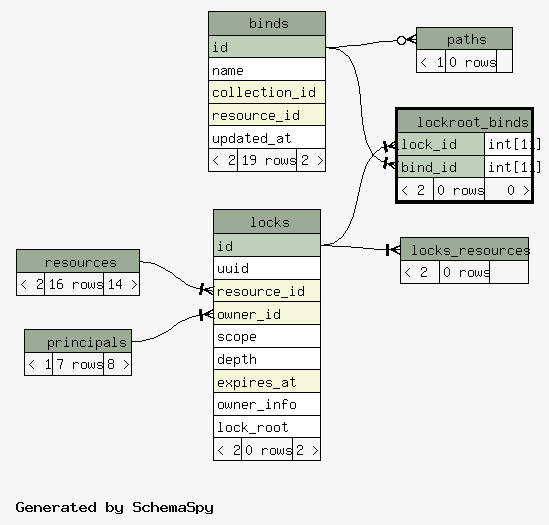 binds
id
name
collection_id
resource_id
updated_at
< 2 19 rows 2 >
paths
< 1 0 rows
lockroot_binds
lock_id int[11]
bind_id int[11]
< 2 0 rows 0 >
locks
id
uuid
resource_id
owner_id
scope
depth
expires_at
owner_info
lock_root
< 2 0 rows 2 >
locks_resources
< 2 0 rows
resources
< 2 16 rows 14 >
principals
< 1 7 rows 8 >
Generated by SchemaSpy